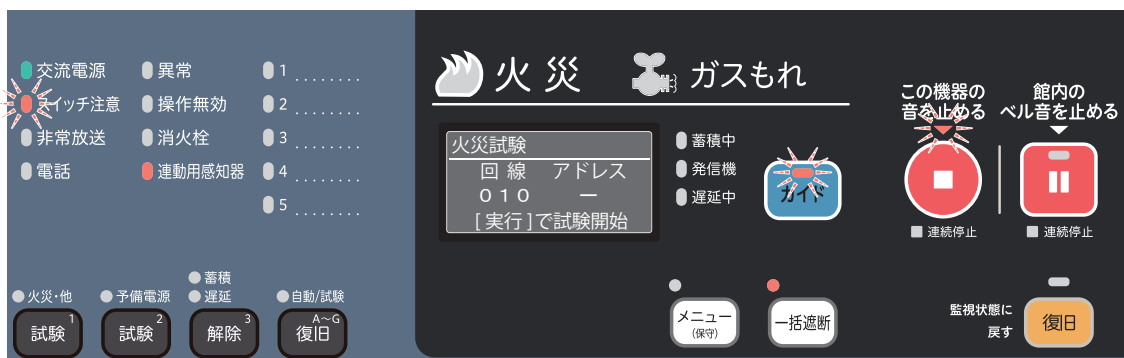 交流電源
異常
1 ........
スイッチ注意
操作無効
2 ........
非常放送
消火栓
3 ........
電話
連動用感知器
4 ........
5 ........
火災・他
予備電源
蓄積
遅延
自動/試験
試験 1
試験 2
解除 3
復旧 A〜G
火災
ガスもれ
火災試験
回線 アドレス
010 ー
[実行]で試験開始
蓄積中
発信機
遅延中
ガイド
メニュー
(保守)
一括遮断
この機器の
音を止める
館内の
ベル音を止める
連続停止
連続停止
監視状態に
戻す
復旧